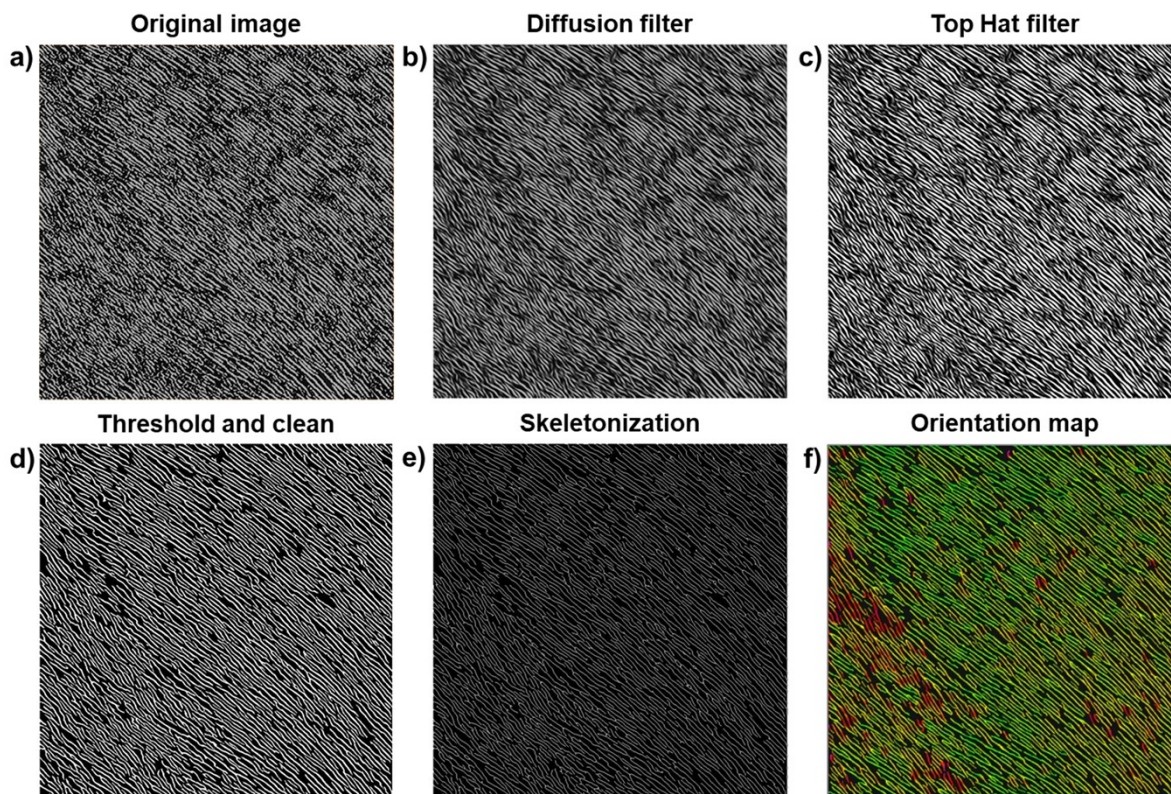 Original image
Diffusion filter
Top Hat filter
a)
b)
c)
Threshold and clean
Skeletonization
Orientation map
d)
e)
f)